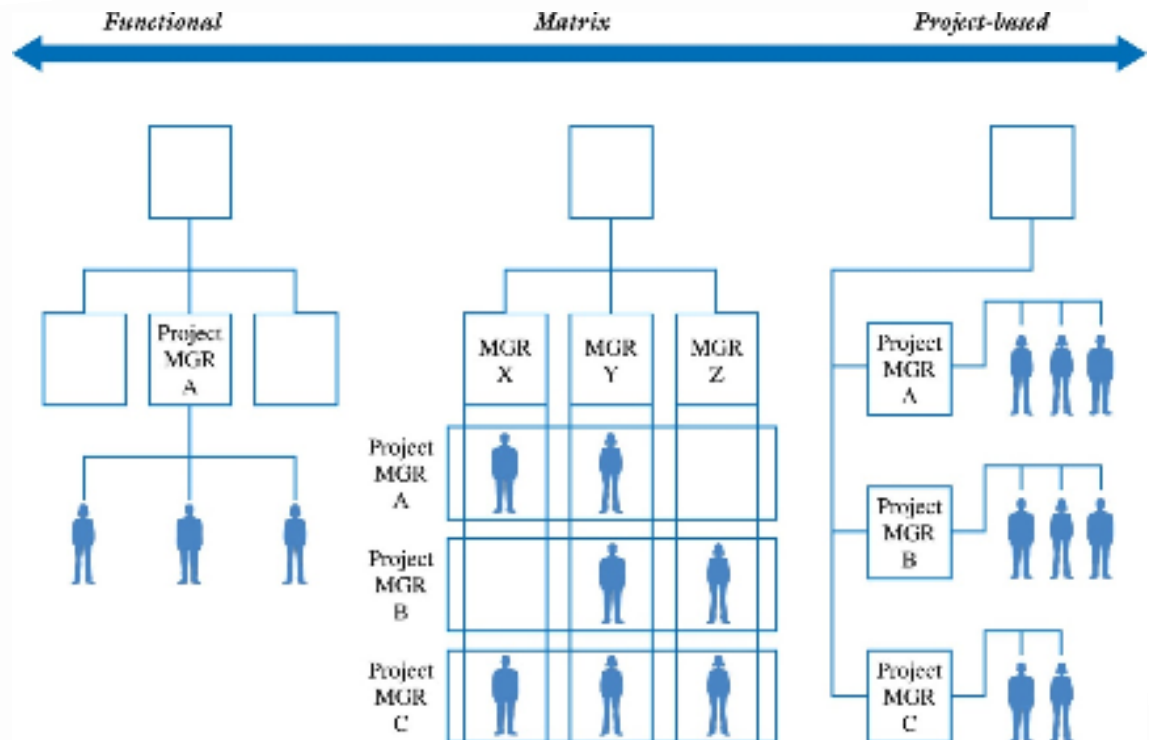 Functional
Matrix
Project-based
Project
MGR
A
MGR
X
MGR
Y
MGR
Z
Project
MGR
A
Project
MGR
B
Project
MGR
C
Project
MGR
A
Project
MGR
B
Project
MGR
C